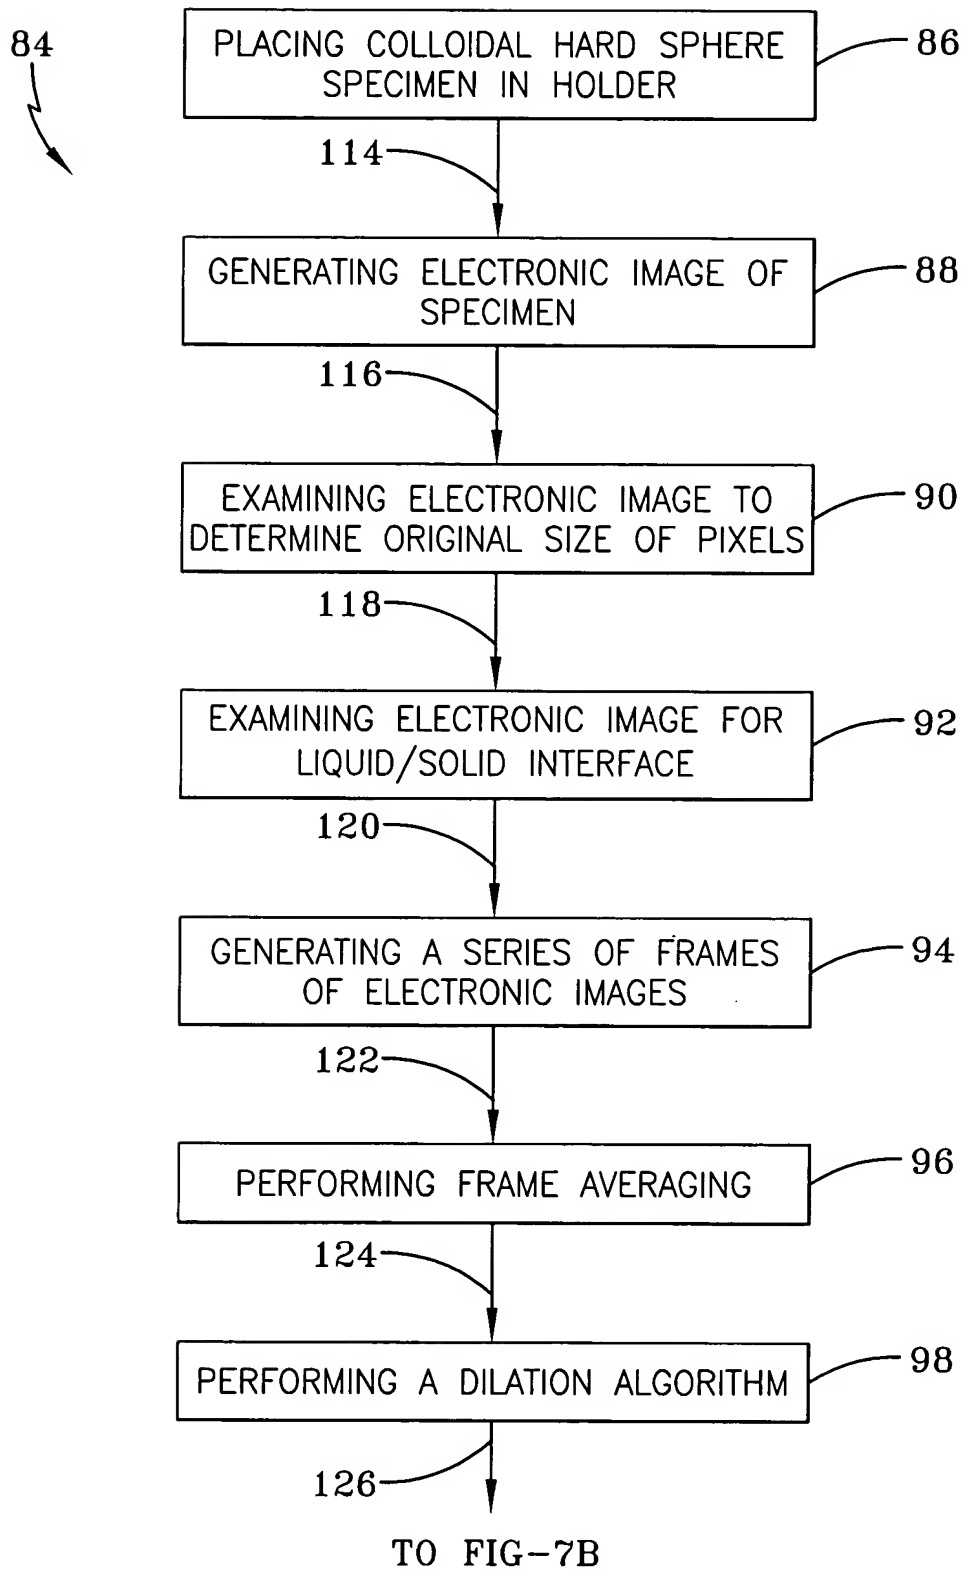 84
PLACING COLLOIDAL HARD SPHERE
SPECIMEN IN HOLDER
86
114
GENERATING ELECTRONIC IMAGE OF
SPECIMEN
88
116
EXAMINING ELECTRONIC IMAGE TO
DETERMINE ORIGINAL SIZE OF PIXELS
90
118
EXAMINING ELECTRONIC IMAGE FOR
LIQUID/SOLID INTERFACE
92
120
GENERATING A SERIES OF FRAMES
OF ELECTRONIC IMAGES
94
122
PERFORMING FRAME AVERAGING
96
124
PERFORMING A DILATION ALGORITHM
98
126
TO FIG-7B